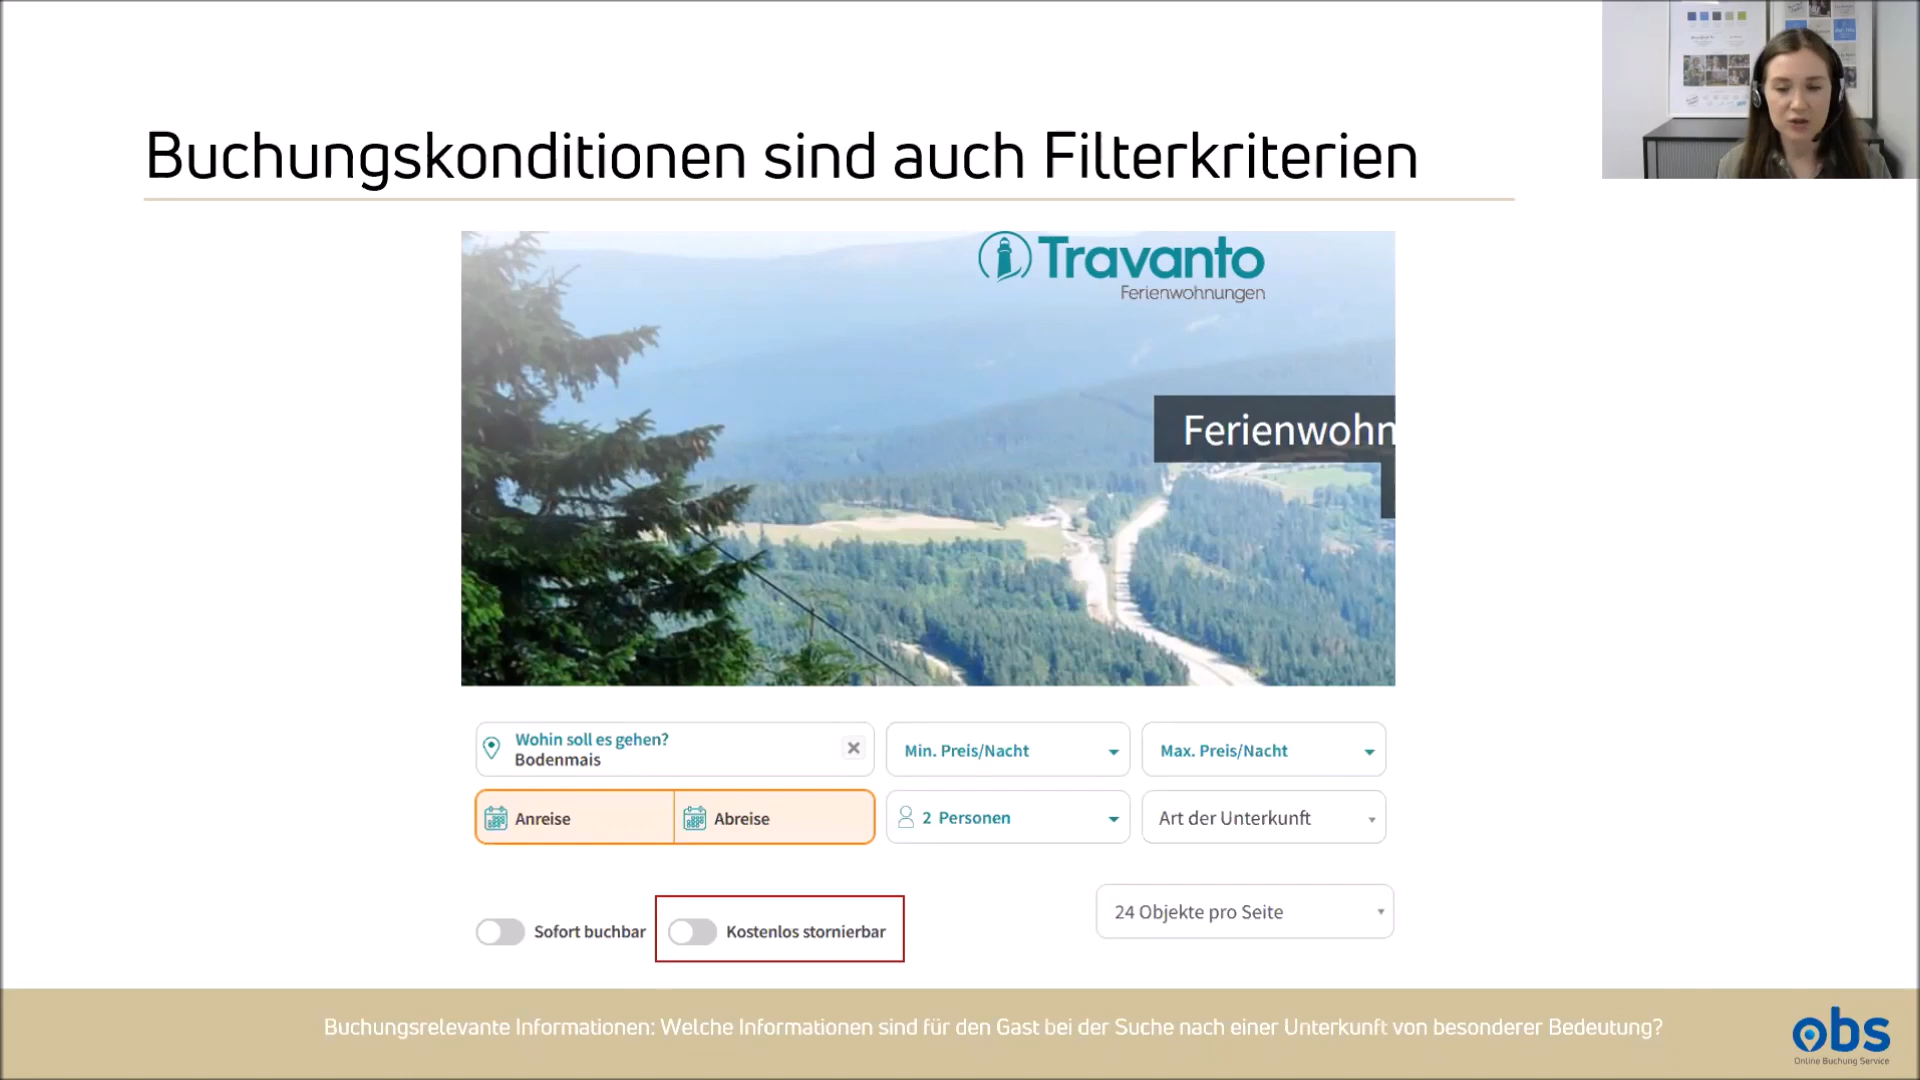 Buchungskonditionen sind auch Filterkriterien
Travanto
Ferienwohnungen
Ferienwohn
Wohin soll es gehen?
Bodenmais
Min. Preis/Nacht
Max. Preis/Nacht
Anreise
Abreise
2 Personen
Art der Unterkunft
Sofort buchbar
Kostenlos stornierbar
24 Objekte pro Seite
Buchungsrelevante Informationen: Welche Informationen sind für den Gast bei der Suche nach einer Unterkunft von besonderer Bedeutung?
obs
Online Buchung Service